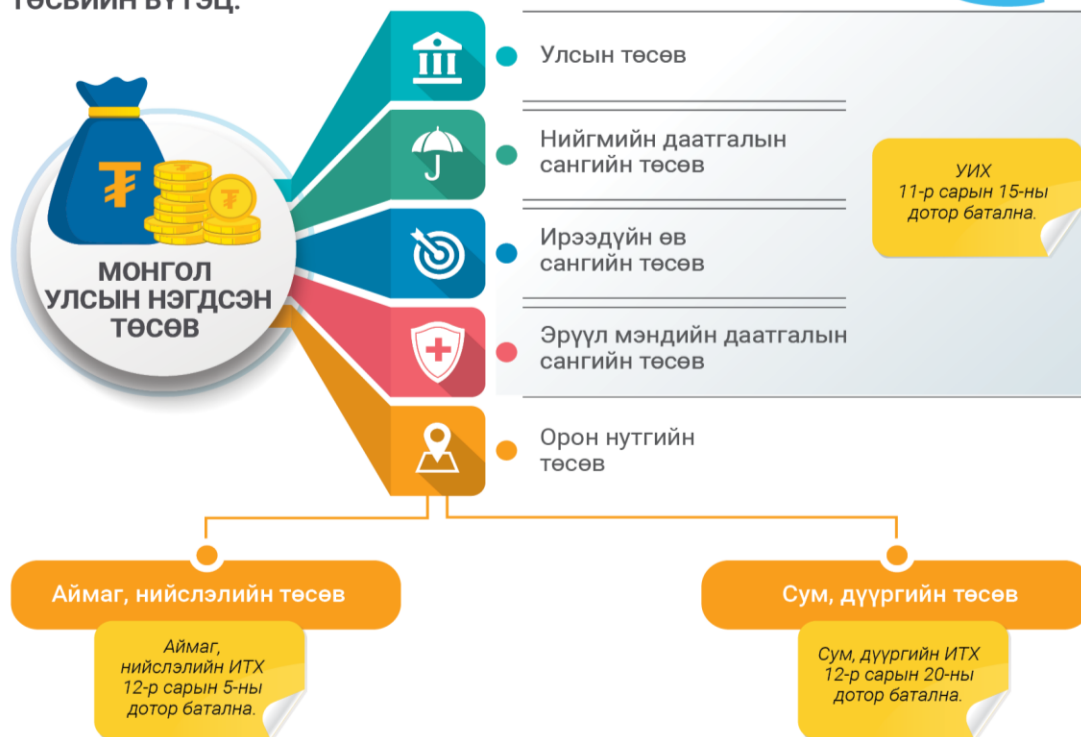 ТӨСВИЙН БҮТЭЦ:
Улсын төсөв
Нийгмийн даатгалын
сангийн төсөв
УИХ
11-р сарын 15-ны
дотор батална.
Ирээдүйн өв
сангийн төсөв
МОНГОЛ
УЛСЫН НЭГДСЭН
ТӨСӨВ
Эрүүл мэндийн даатгалын
сангийн төсөв
Орон нутгийн
төсөв
Аймаг, нийслэлийн төсөв
Аймаг,
нийслэлийн ИТХ
12-р сарын 5-ны
дотор батална.
Сум, дүүргийн төсөв
Сум, дүүргийн ИТХ
12-р сарын 20-ны
дотор батална.